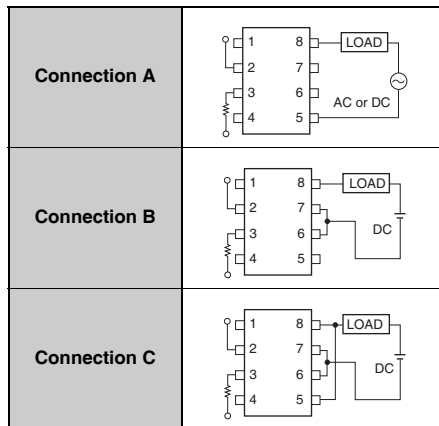 Connection A
1 8 LOAD
2 7
3 6
AC or DC
4 5
Connection B
1 8 LOAD
2 7
DC
3 6
4 5
Connection C
1 8 LOAD
2 7
DC
3 6
4 5